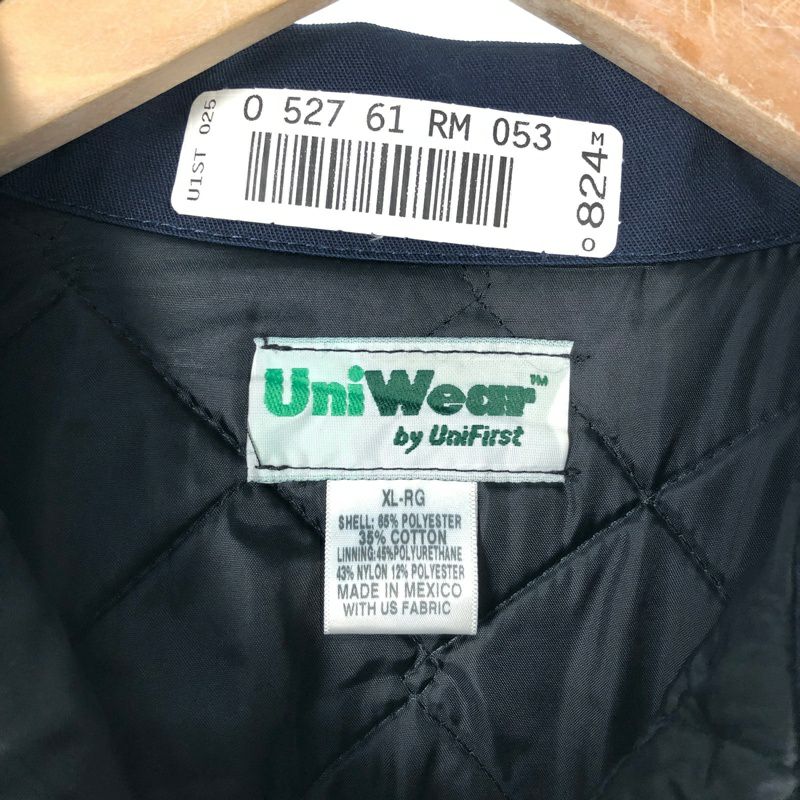 U1ST 025
0 527 61 RM 053
0 824 M
UniWear™
by UniFirst
XL-RG
SHELL: 65% POLYESTER
35% COTTON
LINNING:45%POLYURETHANE
43% NYLON 12% POLYESTER
MADE IN MEXICO
WITH US FABRIC